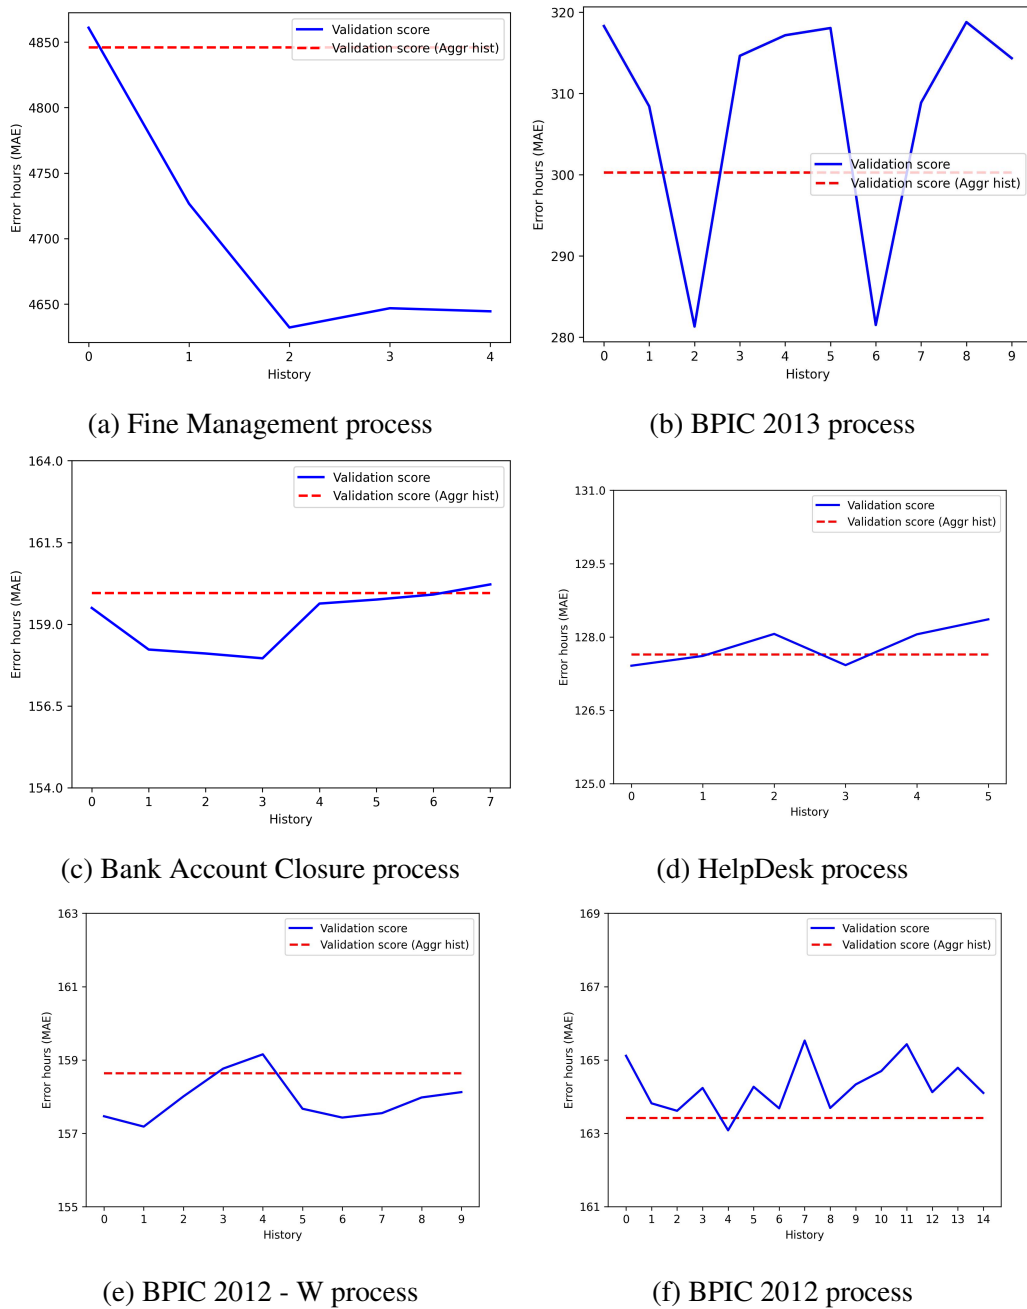 4850
4800
4750
4700
4650
Error hours (MAE)
Validation score
Validation score (Aggr hist)
0 1 2 3 4
History
(a) Fine Management process
320
310
300
290
280
Error hours (MAE)
Validation score
Validation score (Aggr hist)
0 1 2 3 4 5 6 7 8 9
History
(b) BPIC 2013 process
164.0
161.5
159.0
156.5
154.0
Error hours (MAE)
Validation score
Validation score (Aggr hist)
0 1 2 3 4 5 6 7
History
(c) Bank Account Closure process
131.0
129.5
128.0
126.5
125.0
Error hours (MAE)
Validation score
Validation score (Aggr hist)
0 1 2 3 4 5
History
(d) HelpDesk process
163
161
159
157
155
Error hours (MAE)
Validation score
Validation score (Aggr hist)
0 1 2 3 4 5 6 7 8 9
History
(e) BPIC 2012 - W process
169
167
165
163
161
Error hours (MAE)
Validation score
Validation score (Aggr hist)
0 1 2 3 4 5 6 7 8 9 10 11 12 13 14
History
(f) BPIC 2012 process